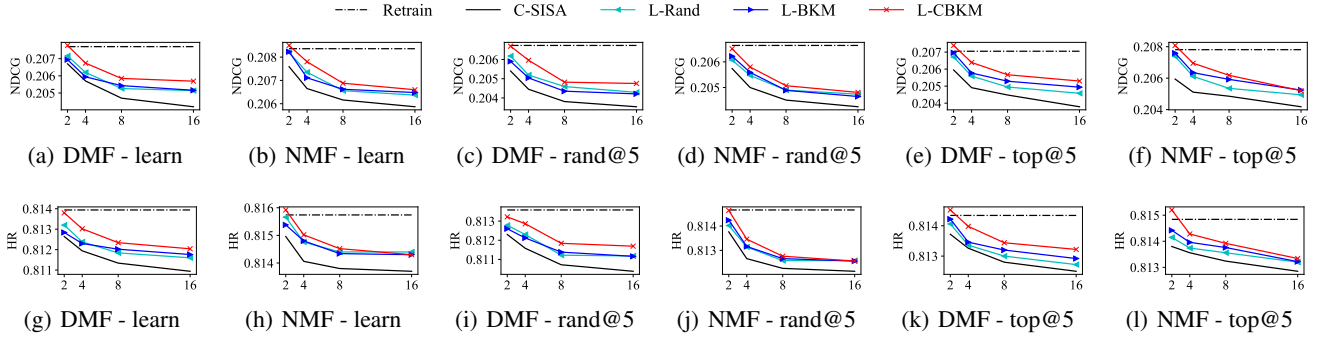 Retrain C-SISA L-Rand L-BKM L-CBKM
NDCG 0.207 0.205 2 4 8 16
NDCG 0.208 0.207 0.206 2 4 8 16
NDCG 0.206 0.205 0.204 2 4 8 16
NDCG 0.206 0.205 2 4 8 16
NDCG 0.207 0.206 0.205 0.204 2 4 8 16
NDCG 0.208 0.206 0.204 2 4 8 16
(a) DMF - learn (b) NMF - learn (c) DMF - rand@5 (d) NMF - rand@5 (e) DMF - top@5 (f) NMF - top@5
HR 0.814 0.813 0.812 0.811 2 4 8 16
HR 0.816 0.815 0.814 2 4 8 16
HR 0.813 0.812 0.811 2 4 8 16
HR 0.814 0.813 2 4 8 16
HR 0.814 0.813 2 4 8 16
HR 0.815 0.814 0.813 2 4 8 16
(g) DMF - learn (h) NMF - learn (i) DMF - rand@5 (j) NMF - rand@5 (k) DMF - top@5 (l) NMF - top@5